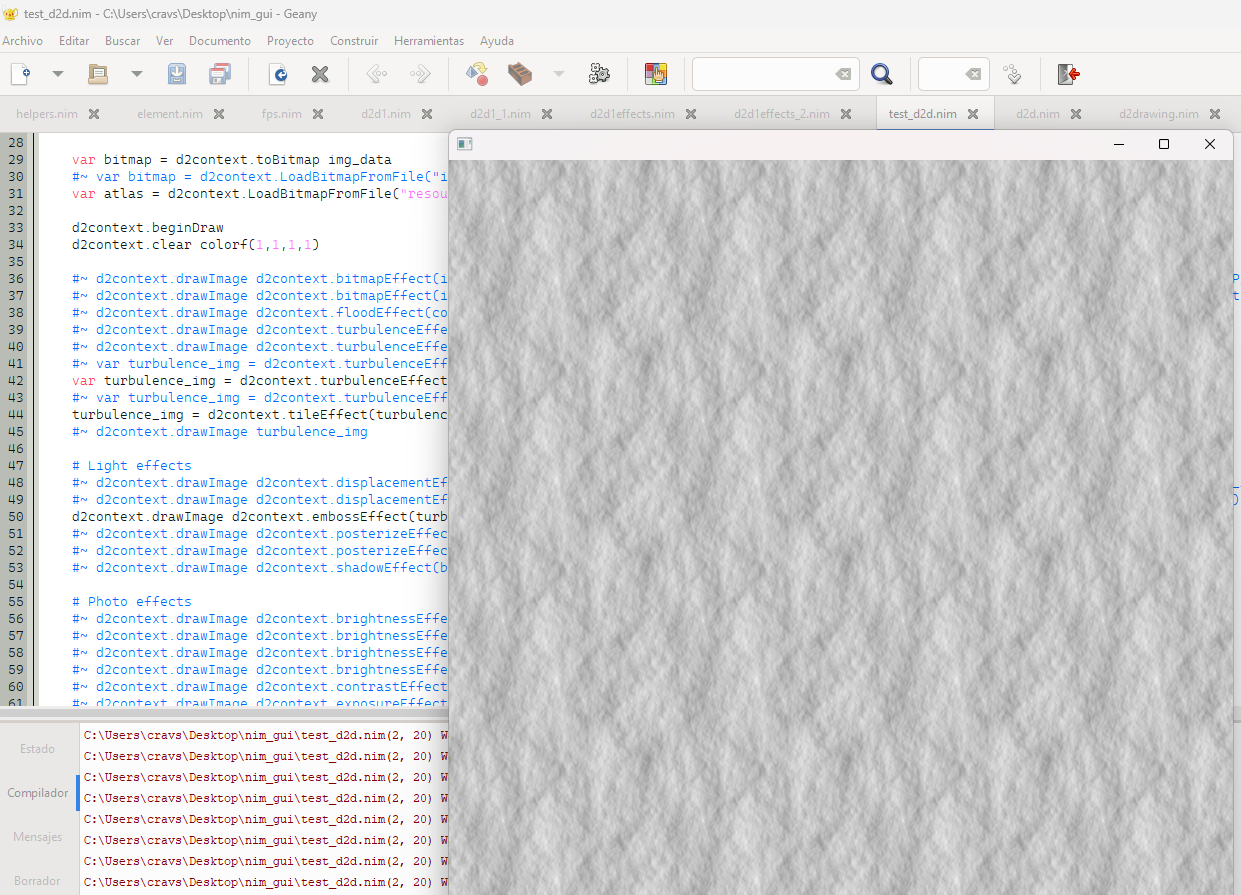 test_d2d.nim - C:\Users\cravs\Desktop\nim_gui - Geany
Archivo Editar Buscar Ver Documento Proyecto Construir Herramientas Ayuda
helpers.nim element.nim fps.nim d2d1.nim d2d1_1.nim d2d1effects.nim d2d1effects_2.nim test_d2d.nim d2d.nim d2drawing.nim
28
29 var bitmap = d2context.toBitmap img_data
30 #~ var bitmap = d2context.LoadBitmapFromFile("i
31 var atlas = d2context.LoadBitmapFromFile("resou
32
33 d2context.beginDraw
34 d2context.clear colorf(1,1,1,1)
35
36 #~ d2context.drawImage d2context.bitmapEffect(i
37 #~ d2context.drawImage d2context.bitmapEffect(i
38 #~ d2context.drawImage d2context.floodEffect(co
39 #~ d2context.drawImage d2context.turbulenceEffe
40 #~ d2context.drawImage d2context.turbulenceEffe
41 #~ var turbulence_img = d2context.turbulenceEff
42 var turbulence_img = d2context.turbulenceEffect
43 #~ var turbulence_img = d2context.turbulenceEff
44 turbulence_img = d2context.tileEffect(turbulenc
45 #~ d2context.drawImage turbulence_img
46
47 # Light effects
48 #~ d2context.drawImage d2context.displacementEf
49 #~ d2context.drawImage d2context.displacementEf
50 d2context.drawImage d2context.embossEffect(turb
51 #~ d2context.drawImage d2context.posterizeEffec
52 #~ d2context.drawImage d2context.posterizeEffec
53 #~ d2context.drawImage d2context.shadowEffect(b
54
55 # Photo effects
56 #~ d2context.drawImage d2context.brightnessEffe
57 #~ d2context.drawImage d2context.brightnessEffe
58 #~ d2context.drawImage d2context.brightnessEffe
59 #~ d2context.drawImage d2context.brightnessEffe
60 #~ d2context.drawImage d2context.contrastEffect
61 #~ d2context.drawImage d2context.exposureEffect
Estado
Compilador
Mensajes
Borrador
C:\Users\cravs\Desktop\nim_gui\test_d2d.nim(2, 20) W
C:\Users\cravs\Desktop\nim_gui\test_d2d.nim(2, 20) W
C:\Users\cravs\Desktop\nim_gui\test_d2d.nim(2, 20) W
C:\Users\cravs\Desktop\nim_gui\test_d2d.nim(2, 20) W
C:\Users\cravs\Desktop\nim_gui\test_d2d.nim(2, 20) W
C:\Users\cravs\Desktop\nim_gui\test_d2d.nim(2, 20) W
C:\Users\cravs\Desktop\nim_gui\test_d2d.nim(2, 20) W
C:\Users\cravs\Desktop\nim_gui\test_d2d.nim(2, 20) W